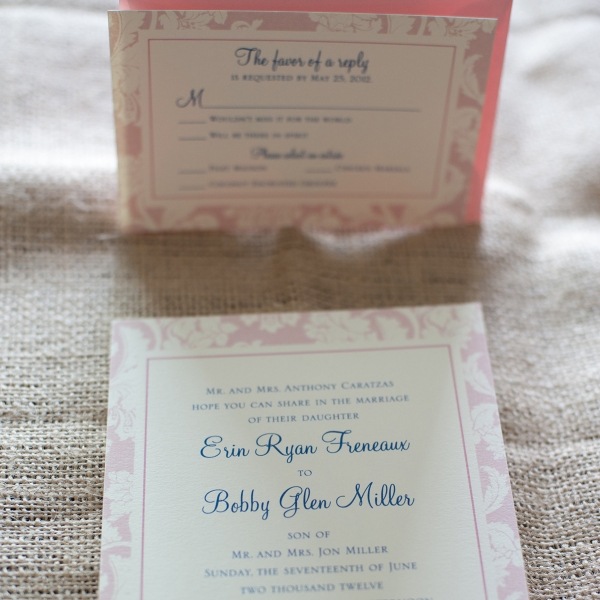 The favor of a reply
is requested by May 25, 2012.
M
Wouldn't miss it for the world
Will be there in spirit
Please select an entrée
Mr. and Mrs. Anthony Caratzas
hope you can share in the marriage
of their daughter
Erin Ryan Freneaux
to
Bobby Glen Miller
son of
Mr. and Mrs. Jon Miller
Sunday, the seventeenth of June
two thousand twelve